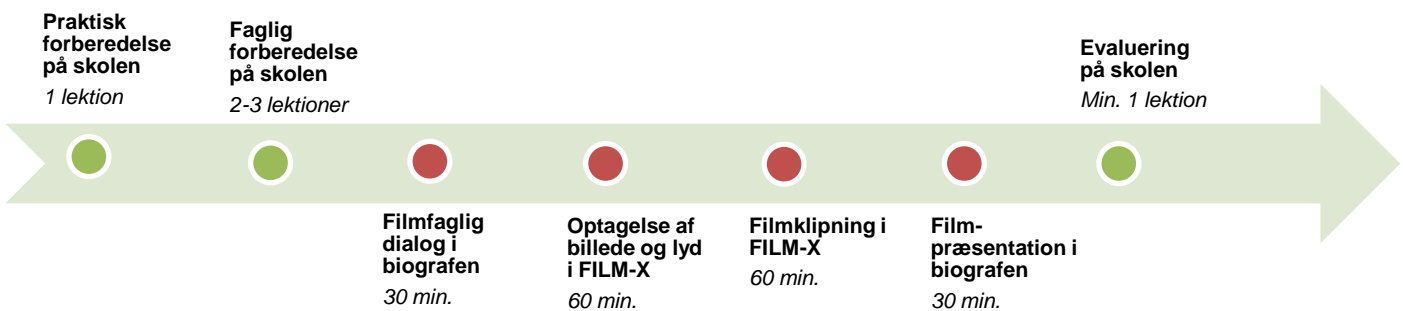 Praktisk
forberedelse
på skolen
1 lektion
Faglig
forberedelse
på skolen
2-3 lektioner
Filmfaglig
dialog i
biografen
30 min.
Optagelse af
billede og lyd
i FILM-X
60 min.
Filmklipning i
FILM-X
60 min.
Film-
præsentation i
biografen
30 min.
Evaluering
på skolen
Min. 1 lektion